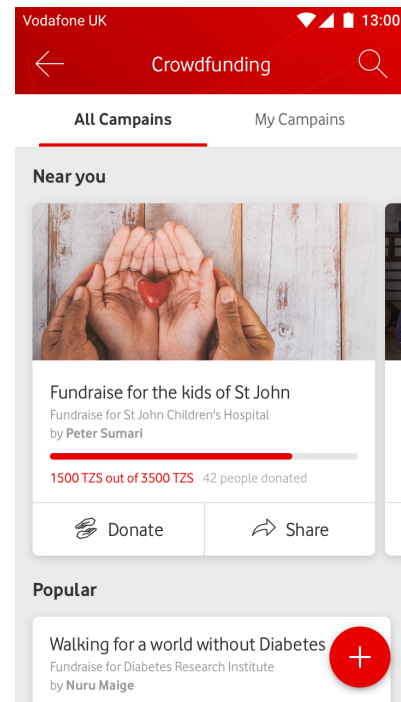 Vodafone UK 13:00
Crowdfunding
All Campains My Campains
Near you
Fundraise for the kids of St John
Fundraise for St John Children's Hospital
by Peter Sumari
1500 TZS out of 3500 TZS 42 people donated
Donate Share
Popular
Walking for a world without Diabetes
Fundraise for Diabetes Research Institute
by Nuru Maige